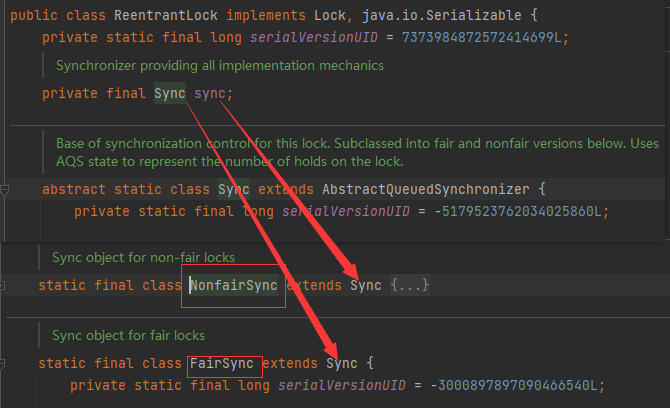 public class ReentrantLock implements Lock, java.io.Serializable {
private static final long serialVersionUID = 7373984872572414699L;
Synchronizer providing all implementation mechanics
private final Sync sync;
Base of synchronization control for this lock. Subclassed into fair and nonfair versions below. Uses
AQS state to represent the number of holds on the lock.
abstract static class Sync extends AbstractQueuedSynchronizer {
private static final long serialVersionUID = -5179523762034025860L;
Sync object for non-fair locks
static final class NonfairSync extends Sync {...}
Sync object for fair locks
static final class FairSync extends Sync {
private static final long serialVersionUID = -3000897897090466540L;